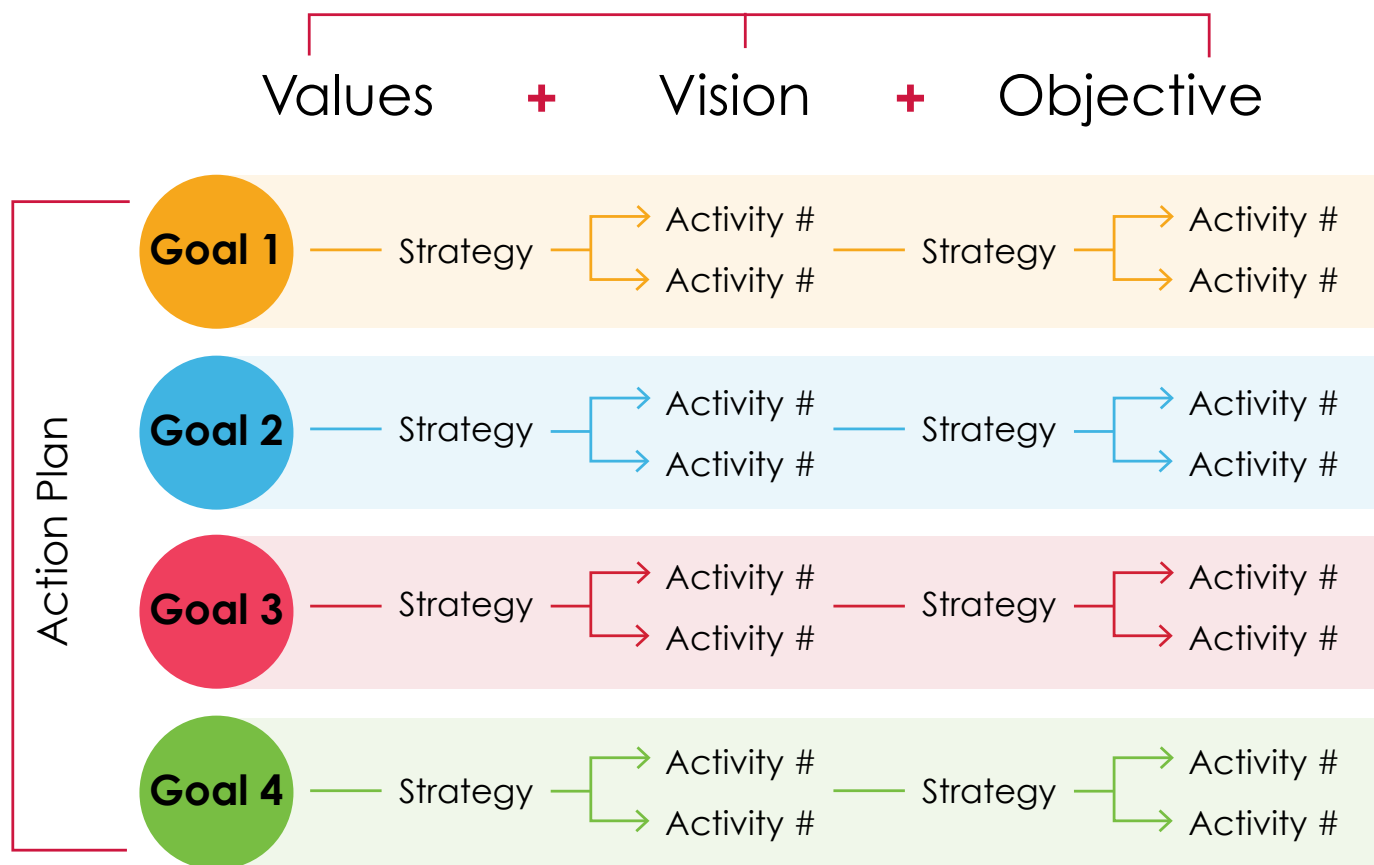 Values + Vision + Objective
Action Plan
Goal 1 Strategy Activity # Strategy Activity #
Activity # Activity #
Goal 2 Strategy Activity # Strategy Activity #
Activity # Activity #
Goal 3 Strategy Activity # Strategy Activity #
Activity # Activity #
Goal 4 Strategy Activity # Strategy Activity #
Activity # Activity #